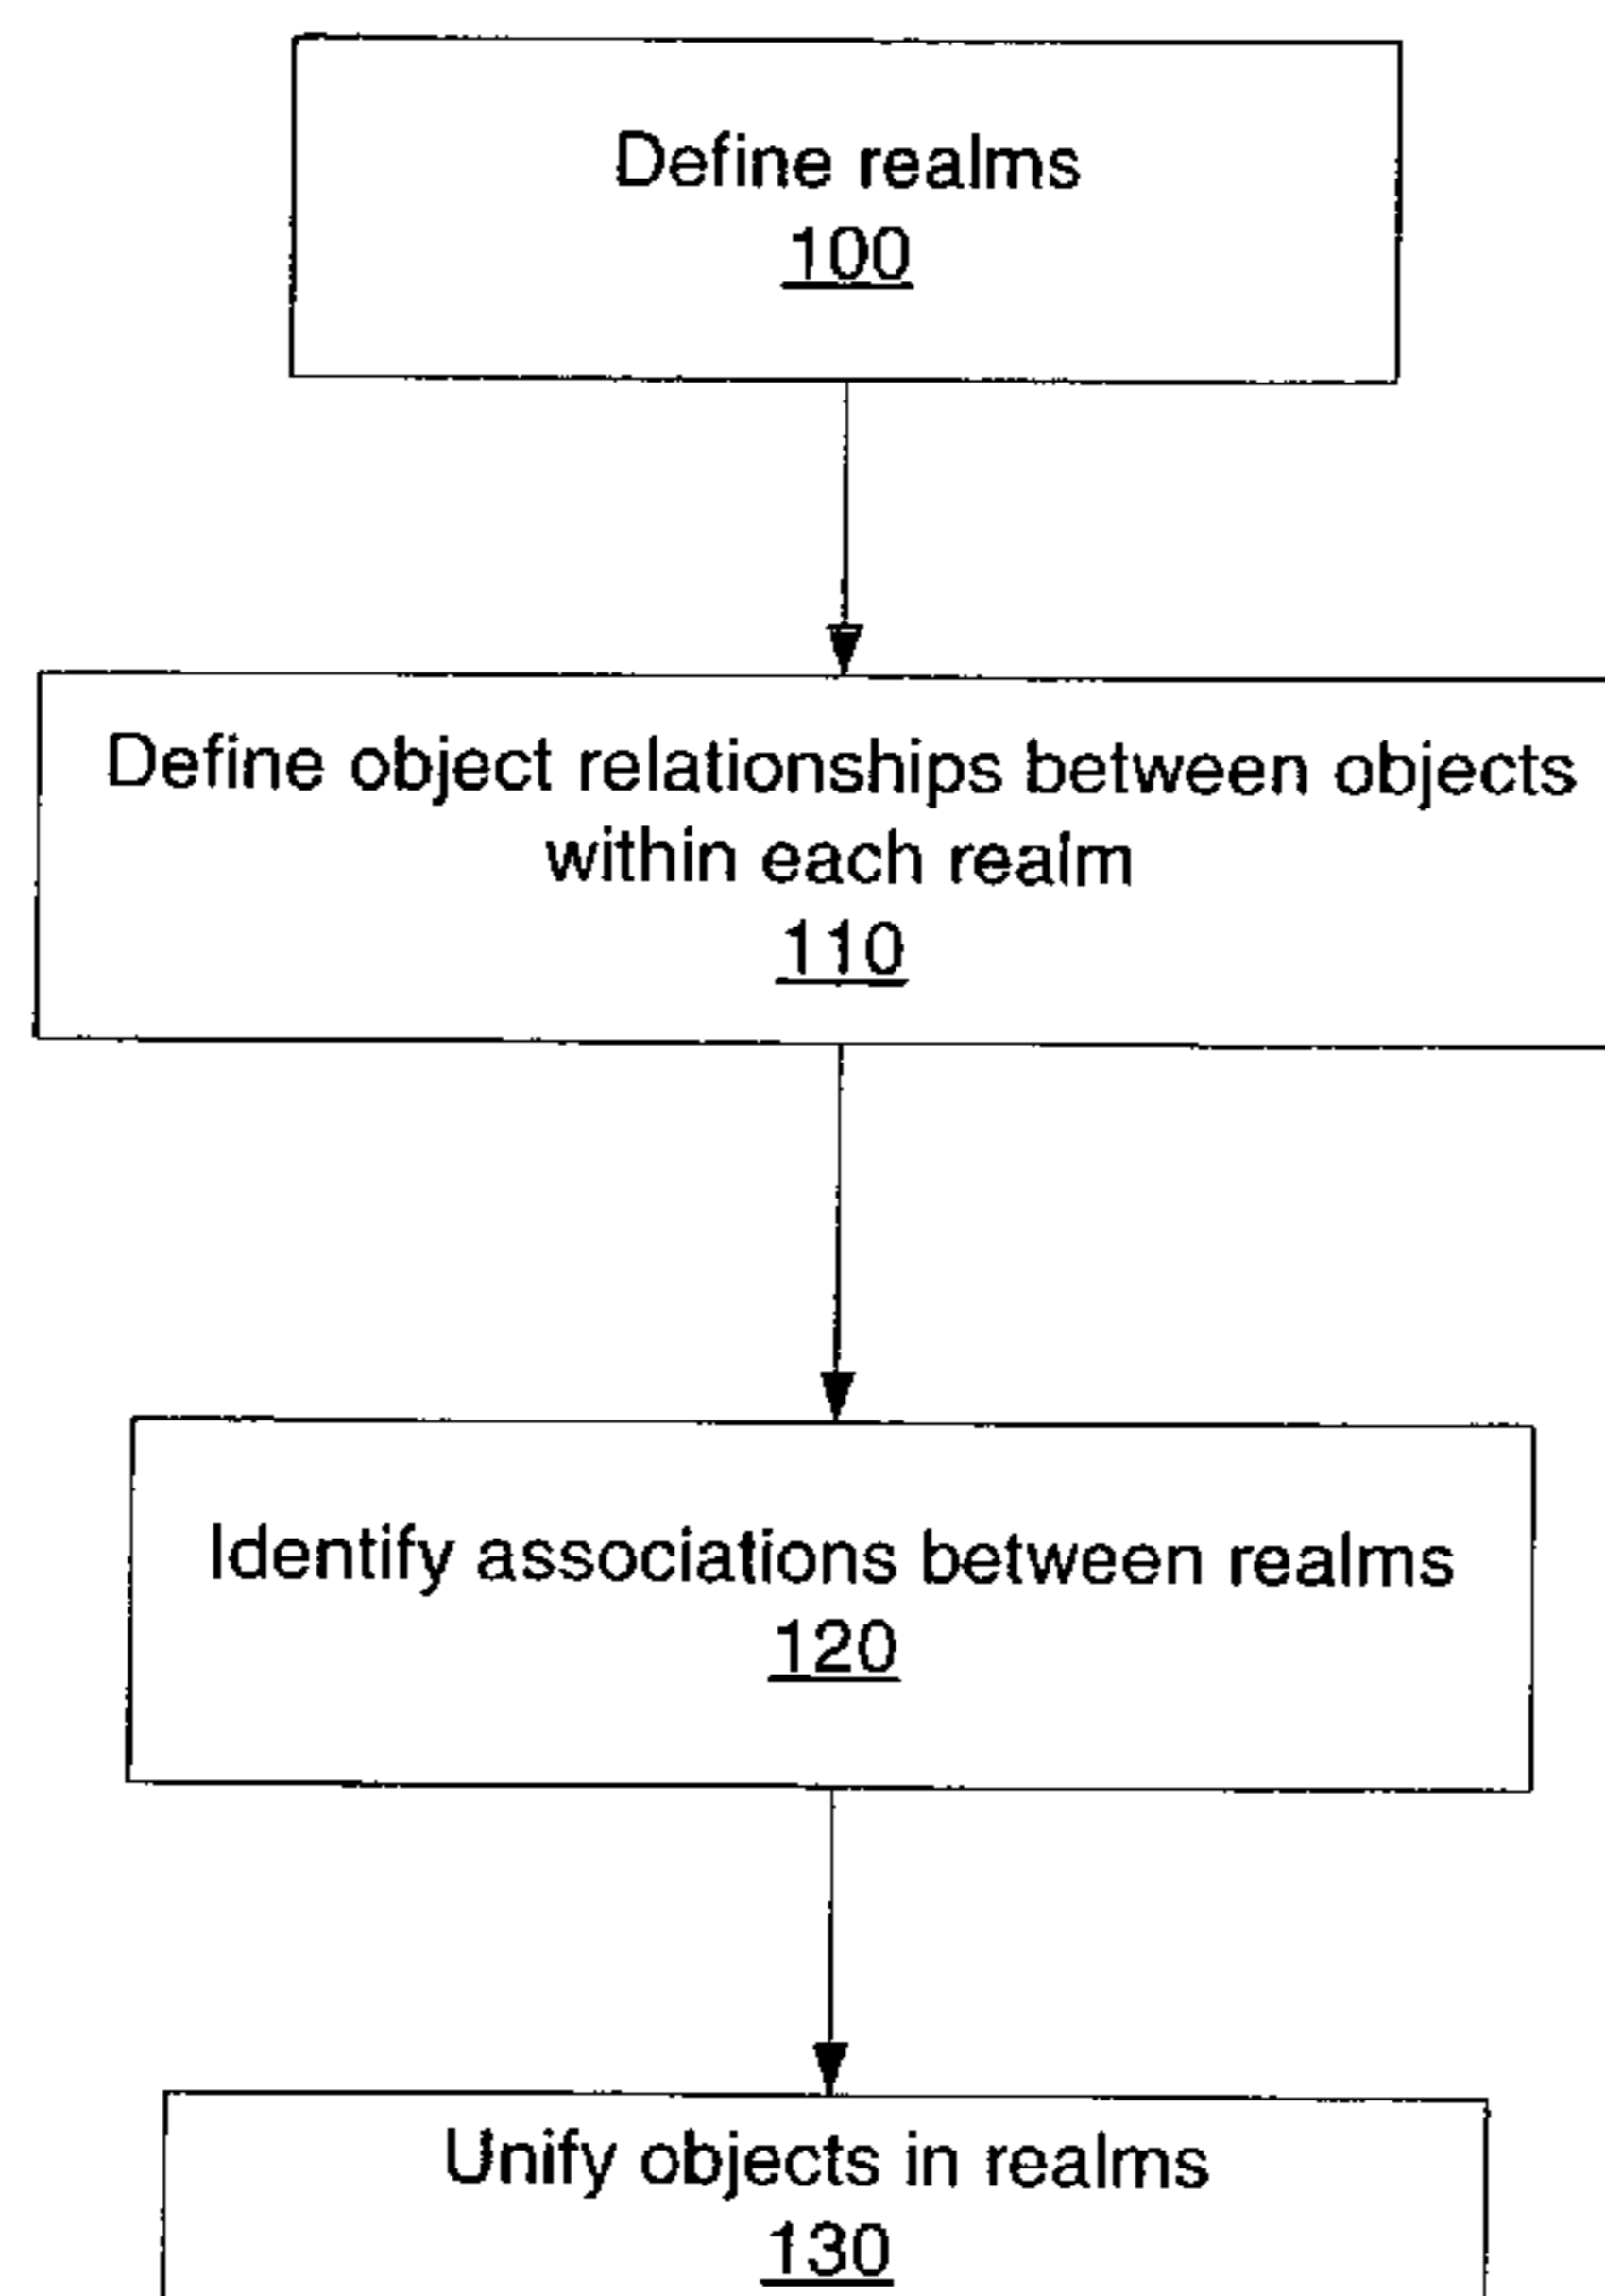 Define realms
100
Define object relationships between objects
within each realm
110
Identify associations between realms
120
Unify objects in realms
130